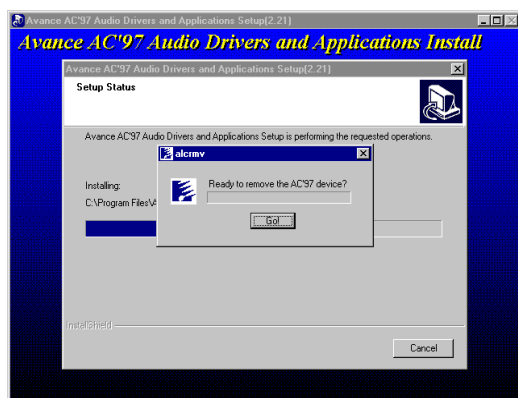 Avance AC'97 Audio Drivers and Applications Setup(2.21)
Avance AC'97 Audio Drivers and Applications Install
Avance AC'97 Audio Drivers and Applications Setup(2.21)
Setup Status
Avance AC'97 Audio Drivers and Applications Setup is performing the requested operations.
alcrmv
Ready to remove the AC'97 device?
Installing:
C:\Program Files\A
Go!
InstallShield
Cancel